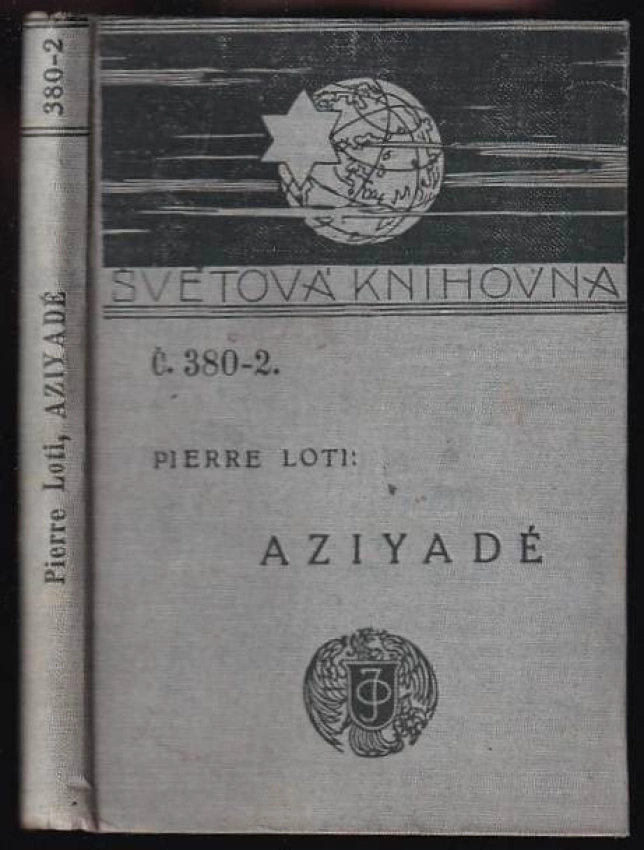 380-2
Pierre Loti, AZIYADÉ
SVĚTOVÁ KNIHOVNA
Č. 380-2.
PIERRE LOTI:
AZIYADÉ